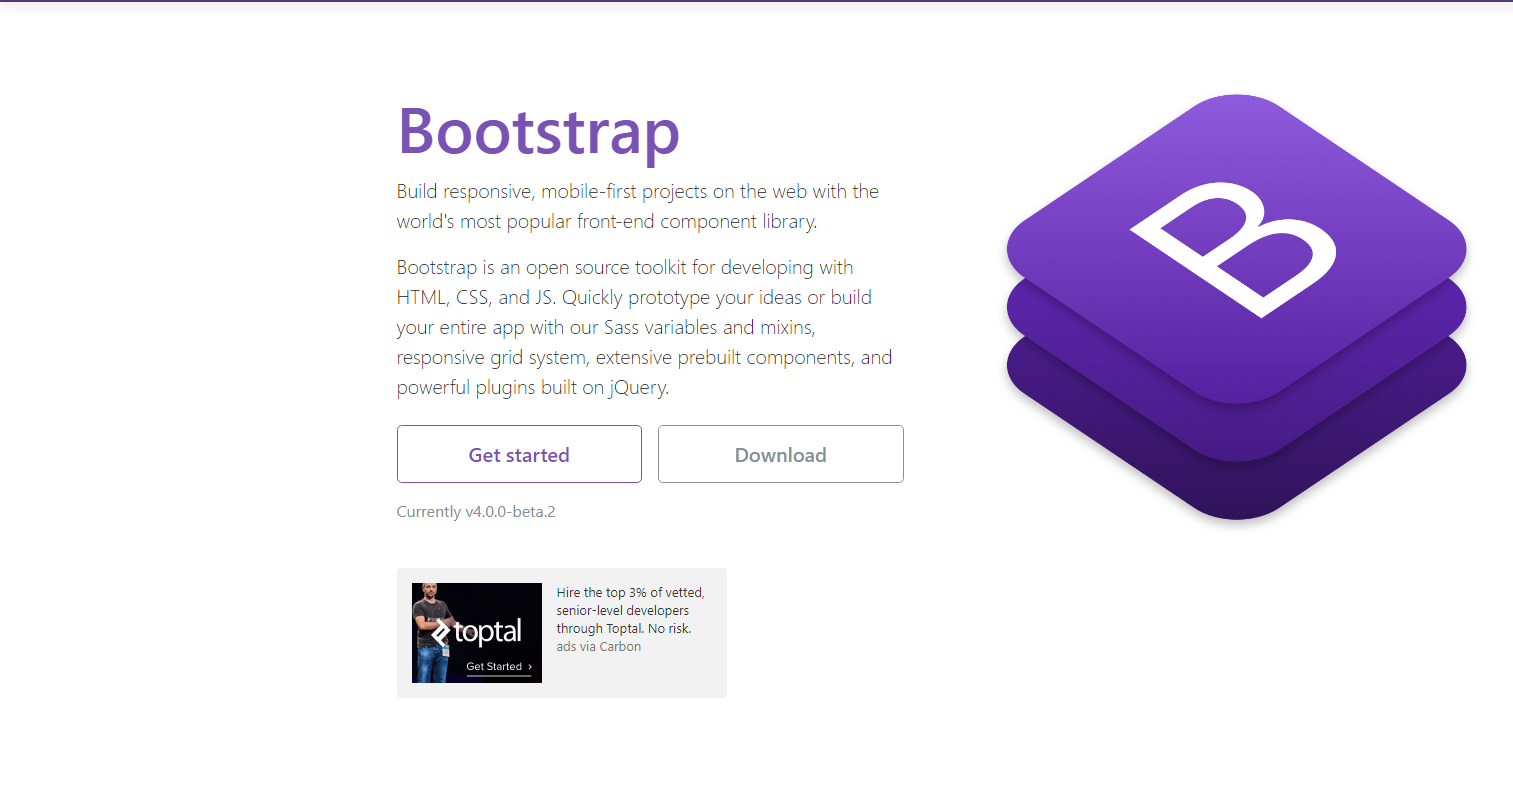 Bootstrap
Build responsive, mobile-first projects on the web with the
world's most popular front-end component library.
Bootstrap is an open source toolkit for developing with
HTML, CSS, and JS. Quickly prototype your ideas or build
your entire app with our Sass variables and mixins,
responsive grid system, extensive prebuilt components, and
powerful plugins built on jQuery.
Get started
Download
Currently v4.0.0-beta.2
B
toptal
Get Started ›
Hire the top 3% of vetted,
senior-level developers
through Toptal. No risk.
ads via Carbon